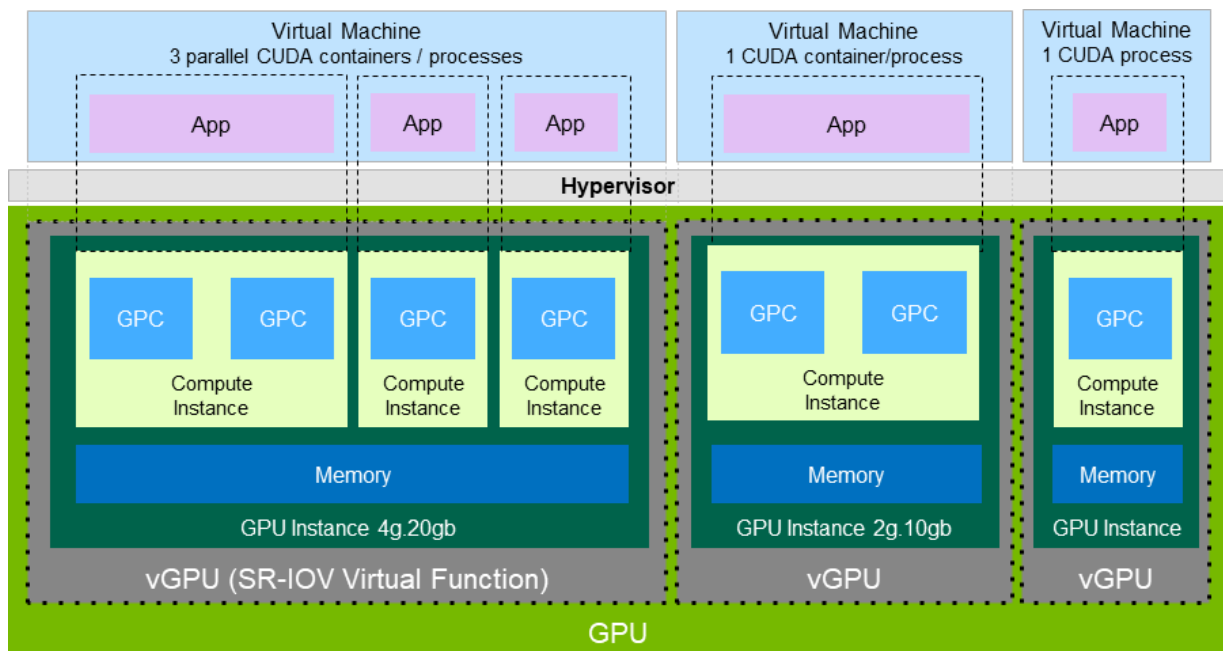 Virtual Machine
3 parallel CUDA containers / processes
App
App
App
Virtual Machine
1 CUDA container/process
App
Virtual Machine
1 CUDA process
App
Hypervisor
GPC
GPC
Compute
Instance
GPC
Compute
Instance
GPC
Compute
Instance
Memory
GPU Instance 4g.20gb
vGPU (SR-IOV Virtual Function)
GPC
GPC
Compute
Instance
Memory
GPU Instance 2g.10gb
vGPU
GPC
Compute
Instance
Memory
GPU Instance
vGPU
GPU